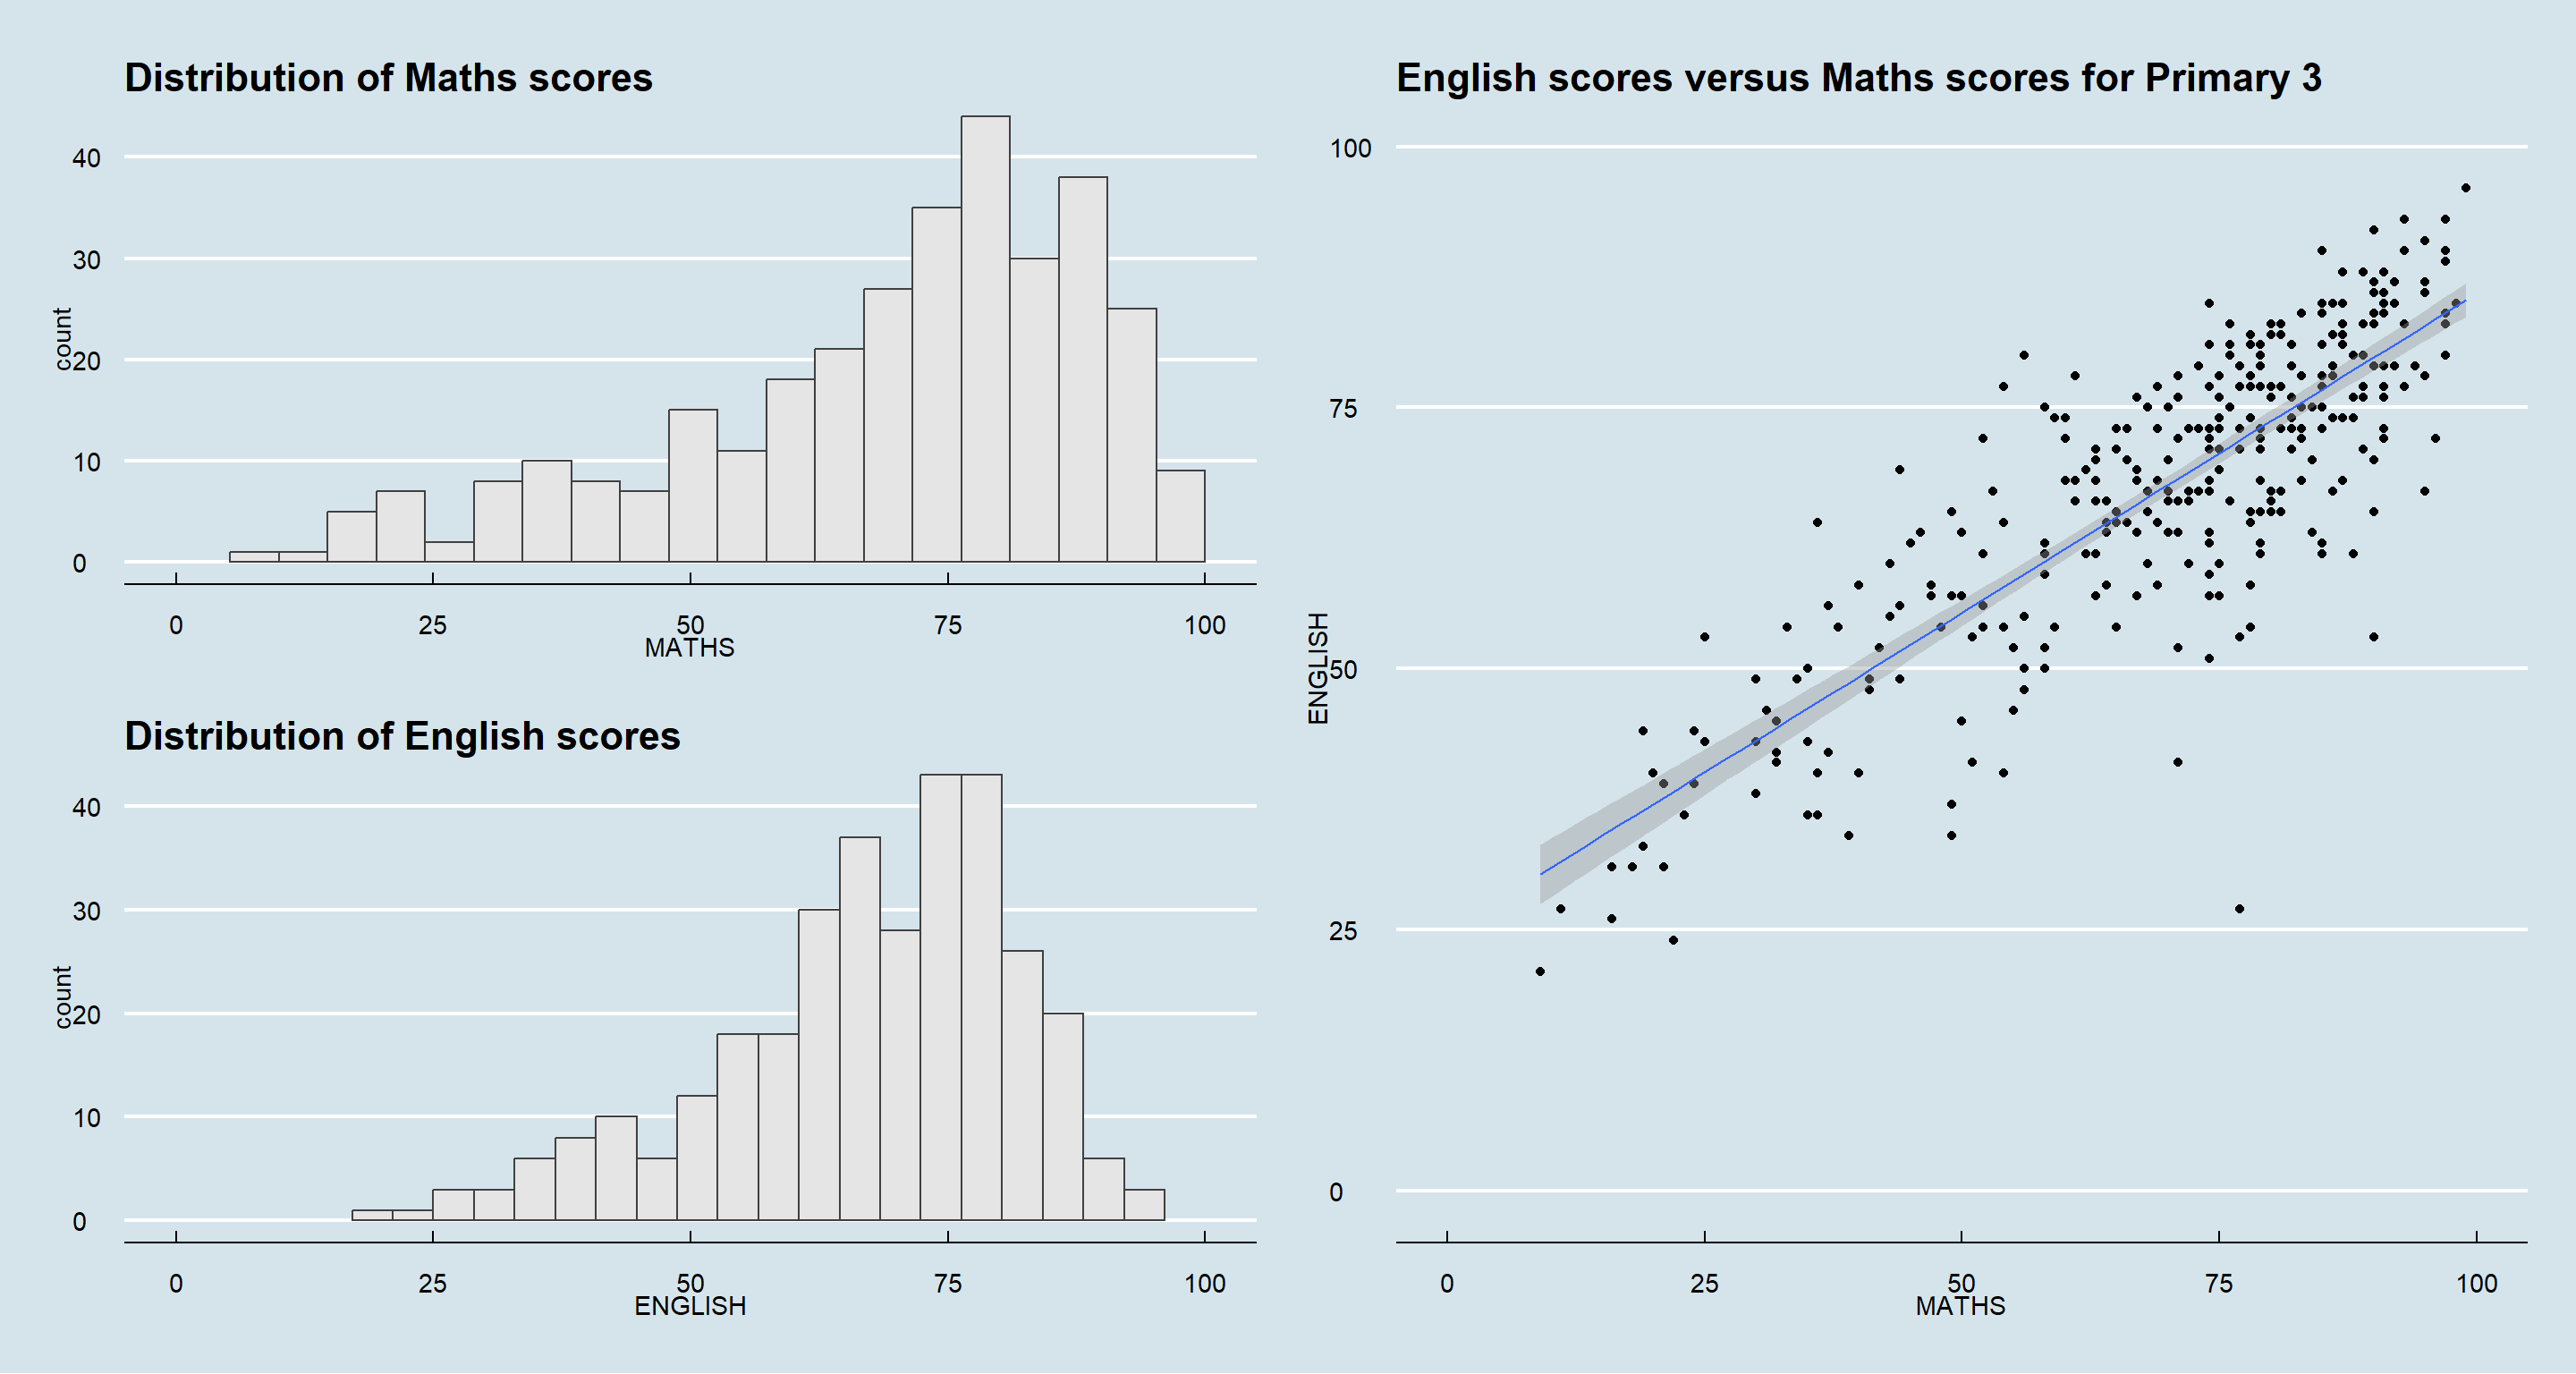 Distribution of Maths scores
40
30
20
10
0
count
0 25 50 75 100
MATHS
Distribution of English scores
40
30
20
10
0
count
0 25 50 75 100
ENGLISH
English scores versus Maths scores for Primary 3
100
75
50
25
0
ENGLISH
0 25 50 75 100
MATHS